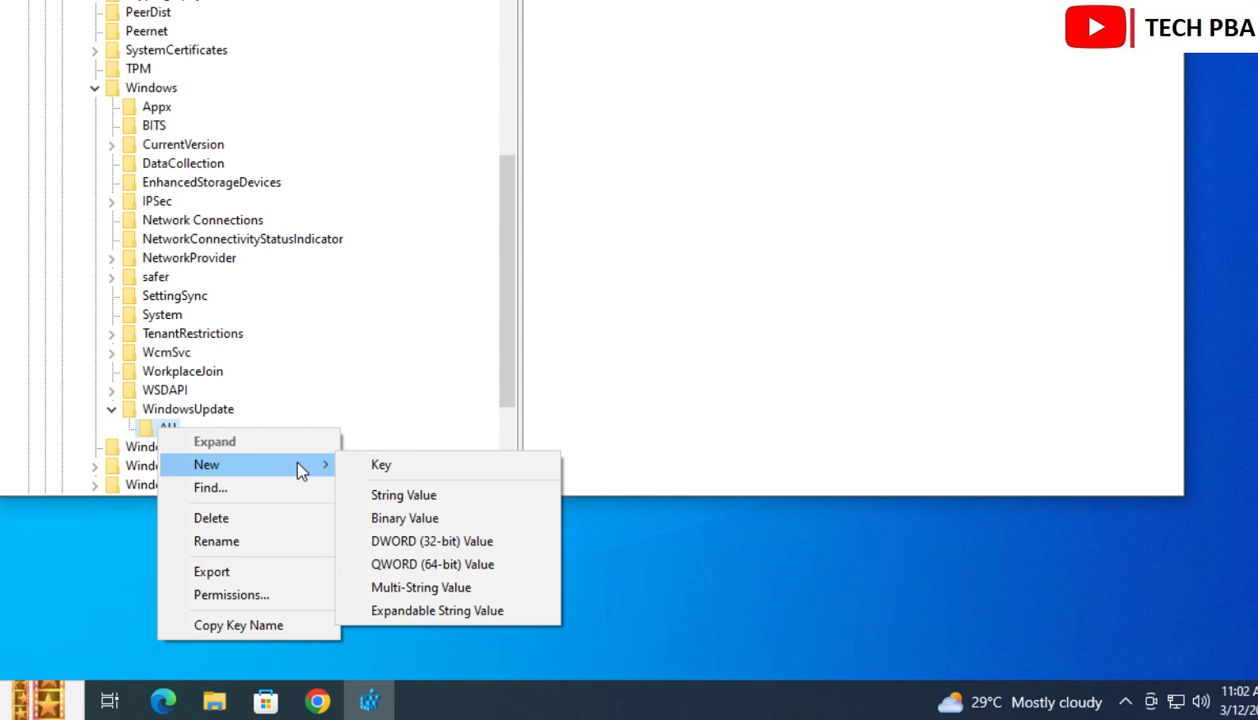 TECH PBA
PeerDist
Peernet
SystemCertificates
TPM
Windows
Appx
BITS
CurrentVersion
DataCollection
EnhancedStorageDevices
IPSec
Network Connections
NetworkConnectivityStatusIndicator
NetworkProvider
safer
SettingSync
System
TenantRestrictions
WcmSvc
WorkplaceJoin
WSDAPI
WindowsUpdate
Expand
New
Find...
Delete
Rename
Export
Permissions...
Copy Key Name
Key
String Value
Binary Value
DWORD (32-bit) Value
QWORD (64-bit) Value
Multi-String Value
Expandable String Value
29°C Mostly cloudy
11:02
3/12/20